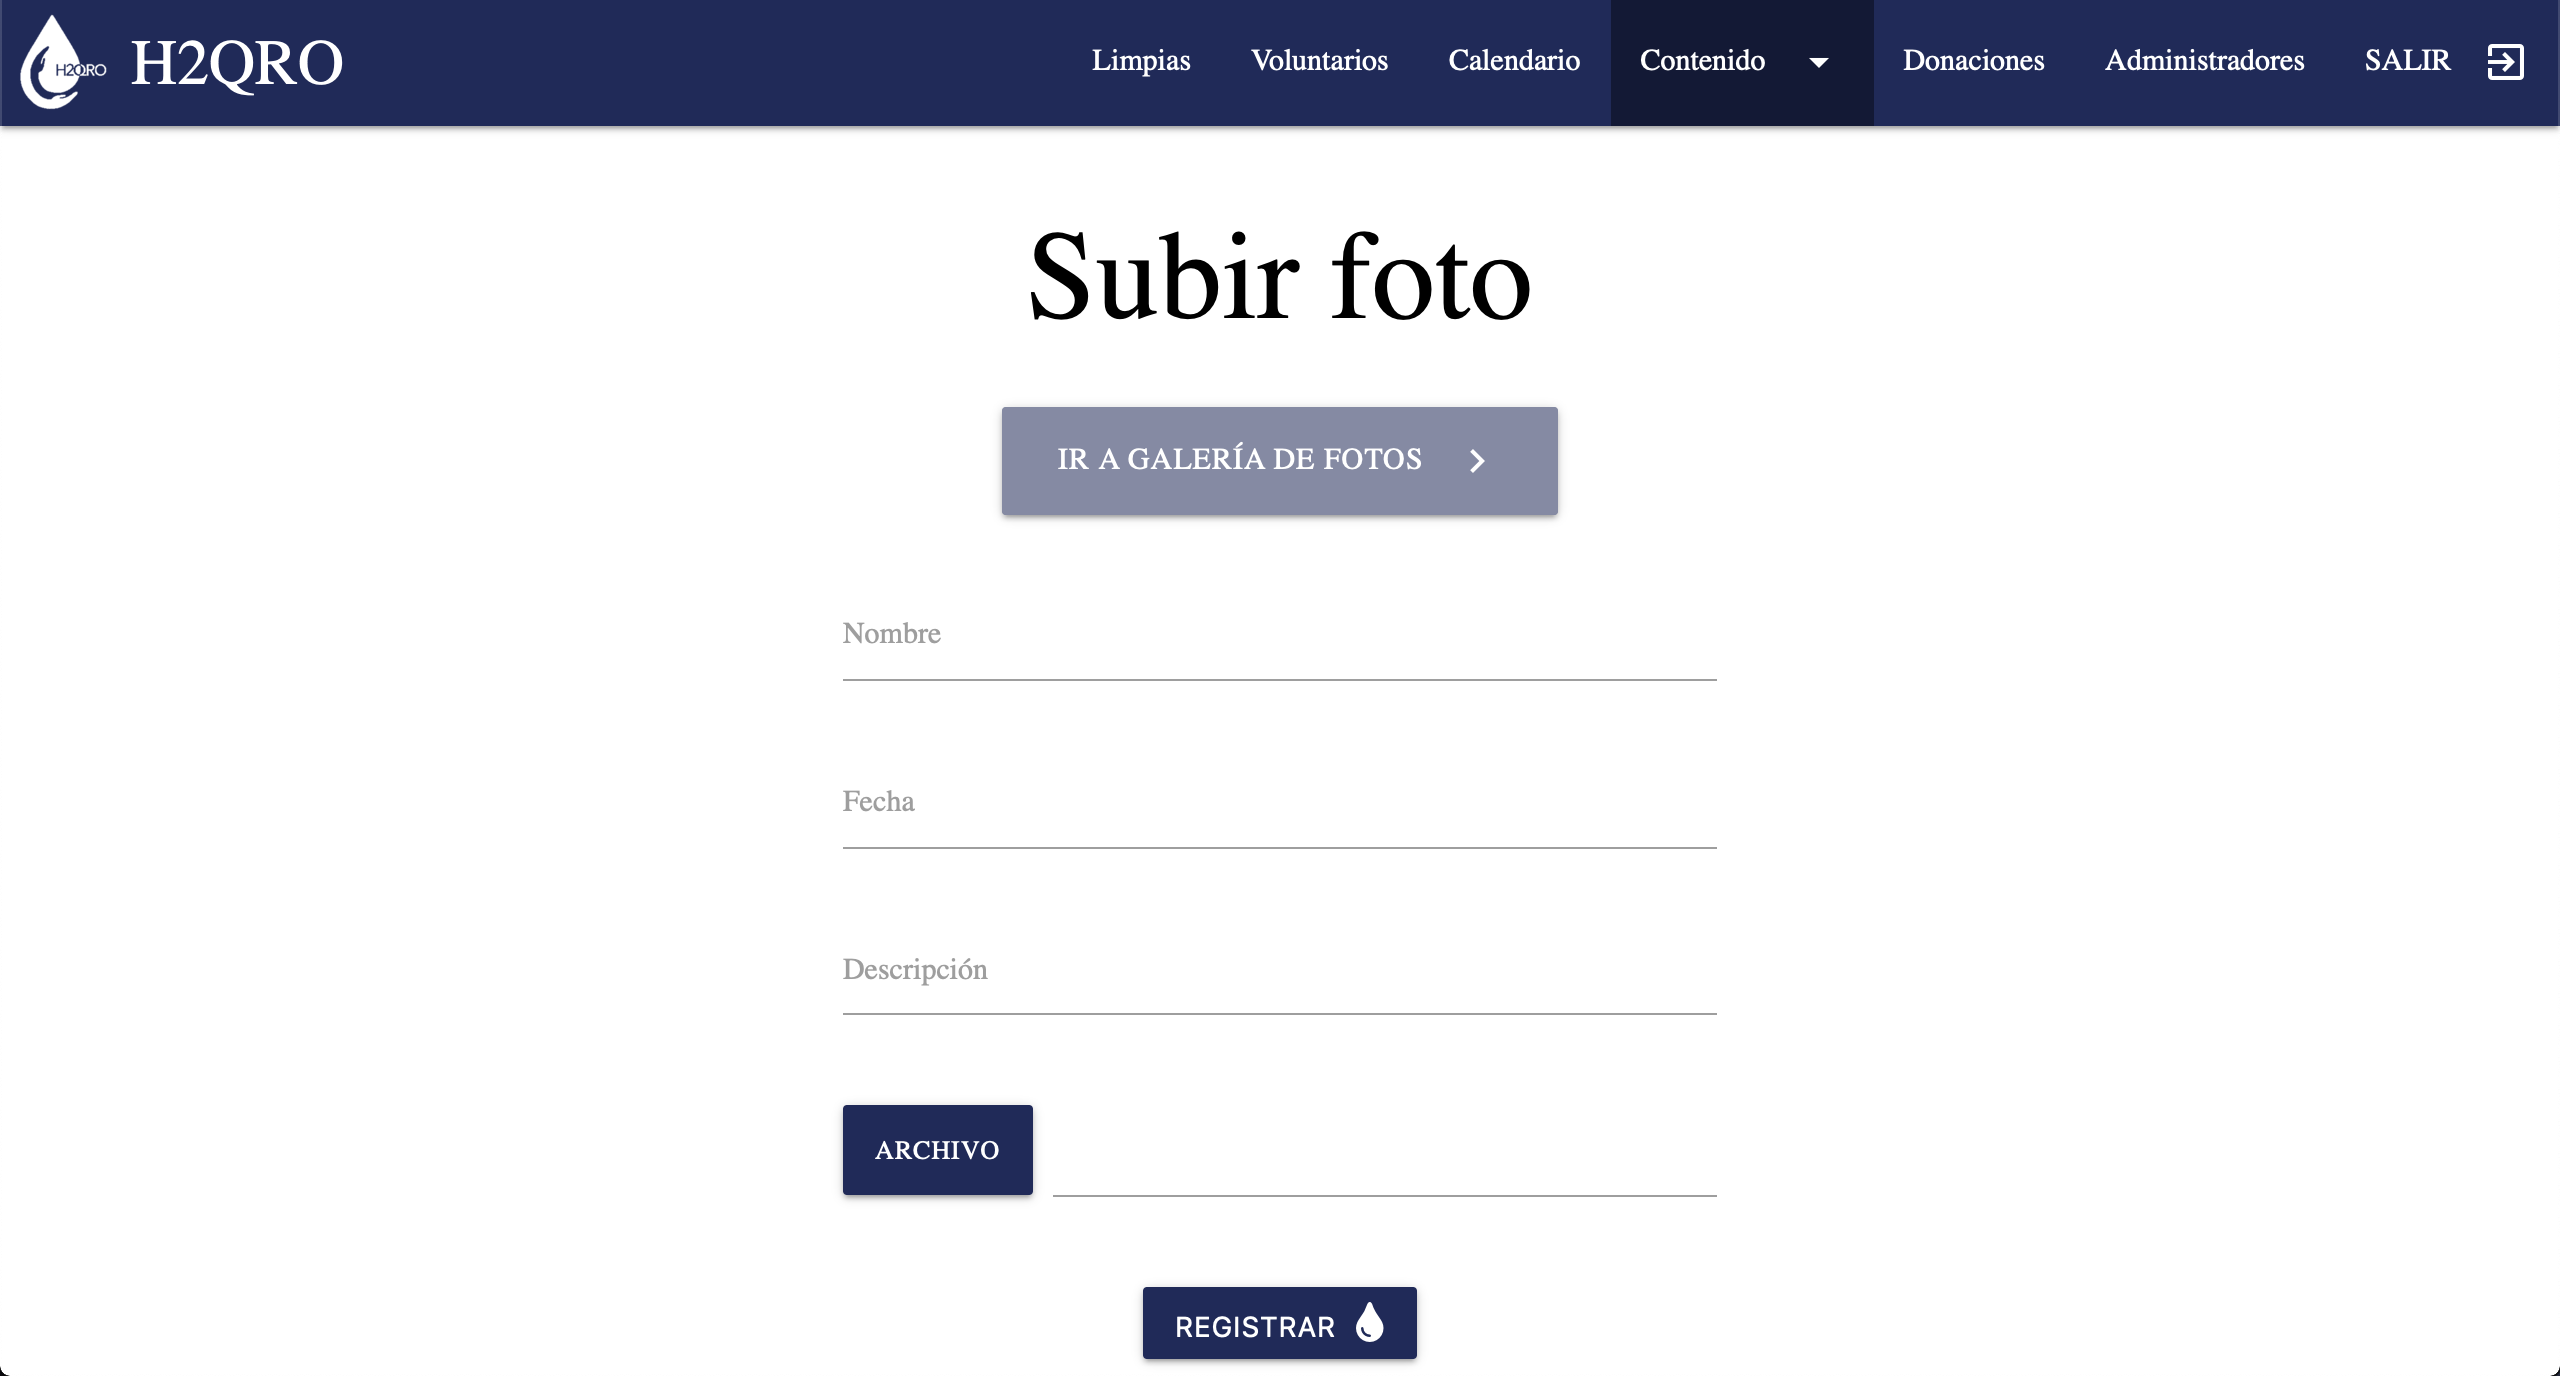 H2QRO
H2QRO
Limpias
Voluntarios
Calendario
Contenido
Donaciones
Administradores
SALIR
Subir foto
IR A GALERÍA DE FOTOS
Nombre
Fecha
Descripción
ARCHIVO
REGISTRAR